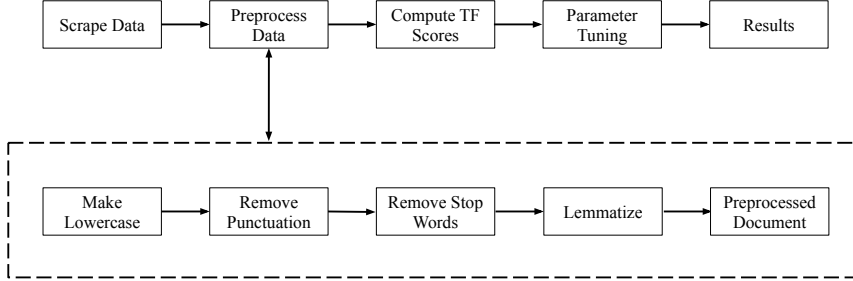 Scrape Data
Preprocess
Data
Compute TF
Scores
Parameter
Tuning
Results
Make
Lowercase
Remove
Punctuation
Remove Stop
Words
Lemmatize
Preprocessed
Document